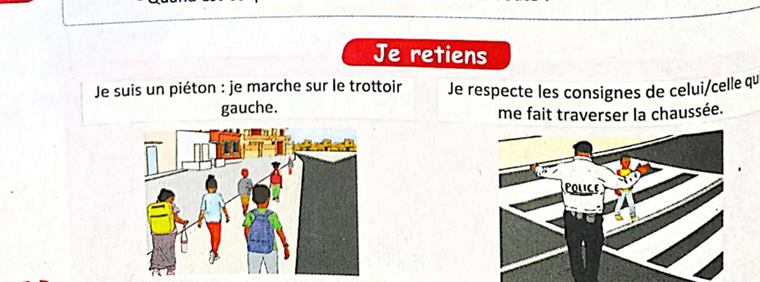 Je retiens
Je suis un piéton : je marche sur le trottoir
gauche.
Je respecte les consignes de celui/celle qui
me fait traverser la chaussée.
POLICE